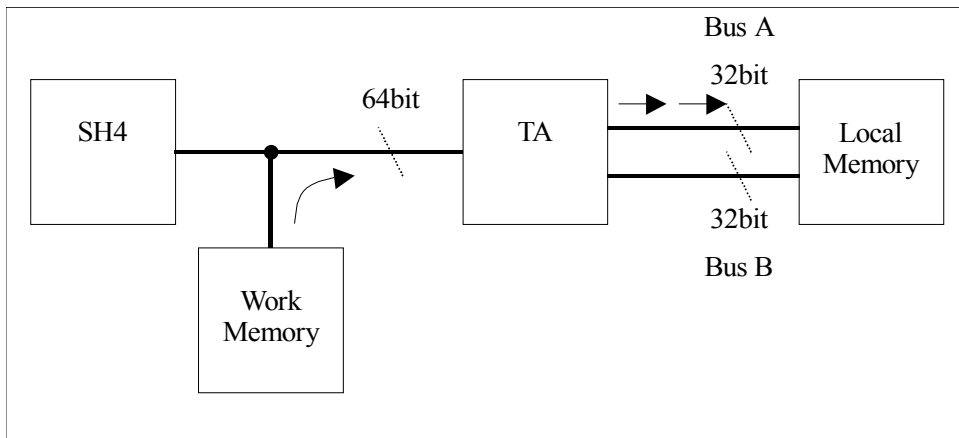 Bus A
32bit
64bit
SH4
TA
Local
Memory
32bit
Bus B
Work
Memory